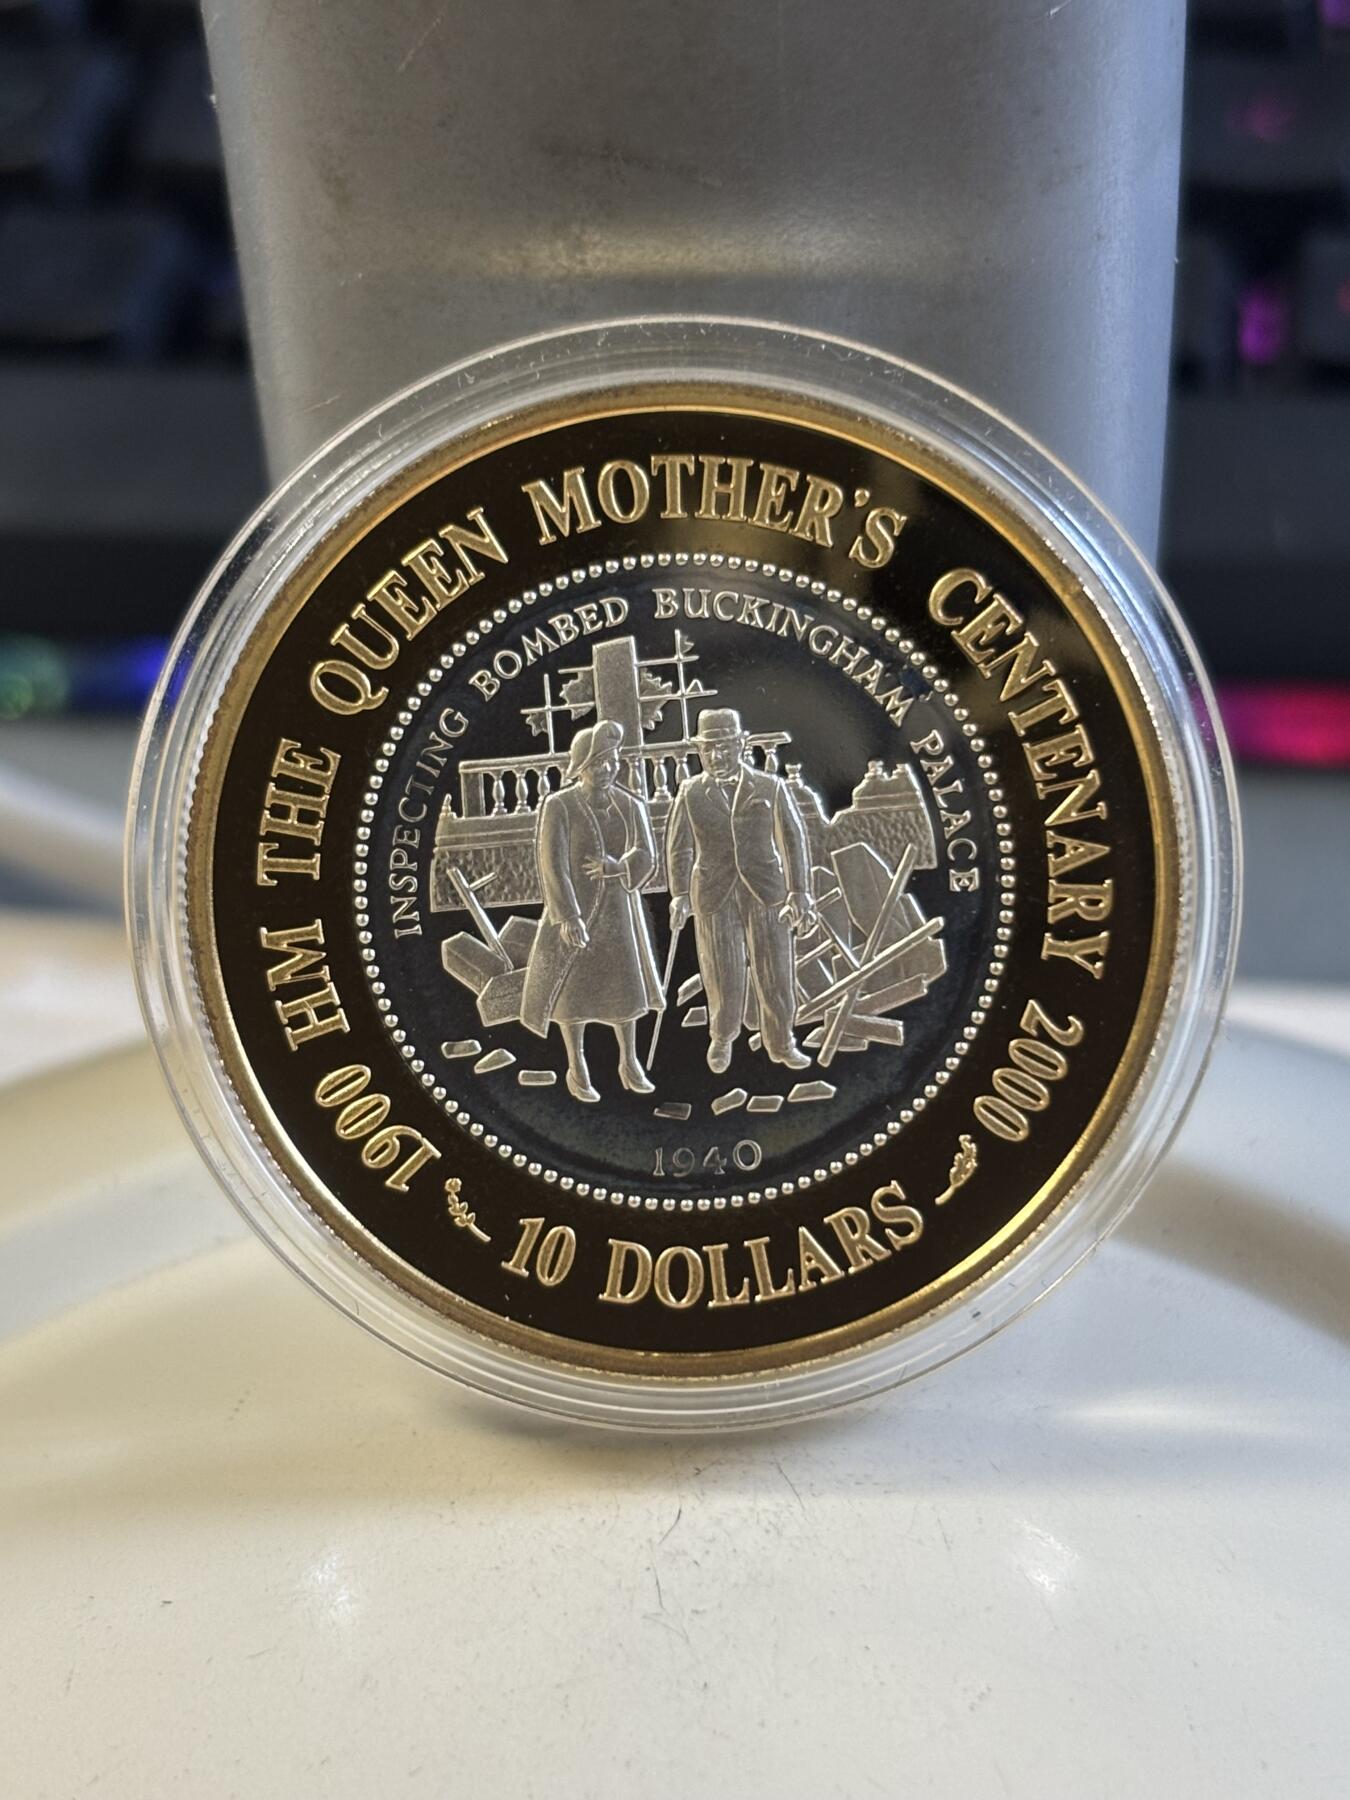 HM THE QUEEN MOTHER'S CENTENARY
1900
2000
INSPECTING BOMBED BUCKINGHAM PALACE
1940
10 DOLLARS